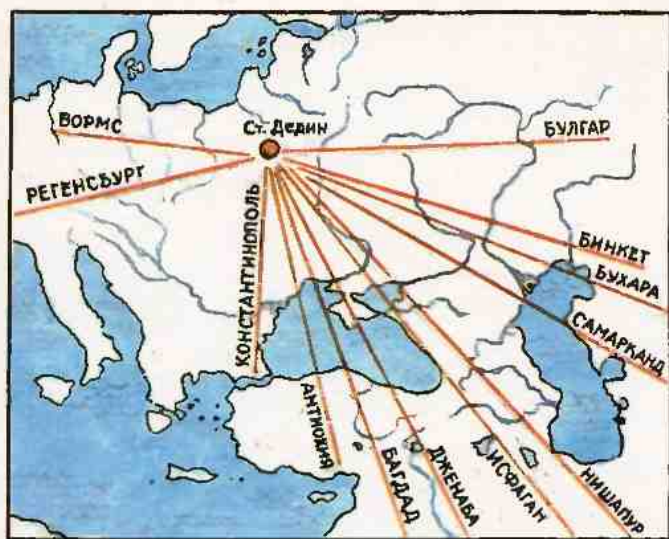 ВОРМС
Ст. Дедин
БУЛГАР
РЕГЕНСБУРГ
КОНСТАНТИНОПОЛЬ
БИНКЕТ
БУХАРА
САМАРКАНД
АНТИОХИЯ
БАГДАД
ДЖЕНАБА
ИСФАГАН
НИШАПУР